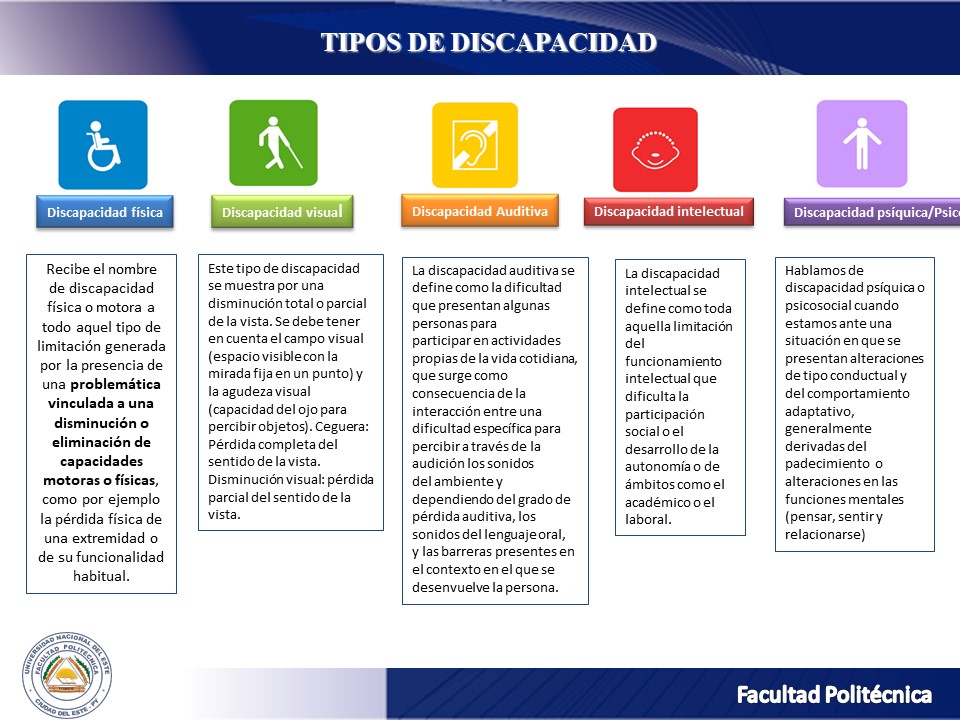 TIPOS DE DISCAPACIDAD
Discapacidad física
Recibe el nombre
de discapacidad
física o motora a
todo aquel tipo de
limitación generada
por la presencia de
una problemática
vinculada a una
disminución o
eliminación de
capacidades
motoras o físicas,
como por ejemplo
la pérdida física de
una extremidad o
de su funcionalidad
habitual.
Discapacidad visual
Este tipo de discapacidad
se muestra por una
disminución total o parcial
de la vista. Se debe tener
en cuenta el campo visual
(espacio visible con la
mirada fija en un punto) y
la agudeza visual
(capacidad del ojo para
percibir objetos). Ceguera:
Pérdida completa del
sentido de la vista.
Disminución visual: pérdida
parcial del sentido de la
vista.
Discapacidad Auditiva
La discapacidad auditiva se
define como la dificultad
que presentan algunas
personas para
participar en actividades
propias de la vida cotidiana,
que surge como
consecuencia de la
interacción entre una
dificultad específica para
percibir a través de la
audición los sonidos
del ambiente y
dependiendo del grado de
pérdida auditiva, los
sonidos del lenguaje oral,
y las barreras presentes en
el contexto en el que se
desenvuelve la persona.
Discapacidad intelectual
La discapacidad
intelectual se
define como toda
aquella limitación
del
funcionamiento
intelectual que
dificulta la
participación
social o el
desarrollo de la
autonomía o de
ámbitos como el
académico o el
laboral.
Discapacidad psíquica/Psico
Hablamos de
discapacidad psíquica o
psicosocial cuando
estamos ante una
situación en que se
presentan alteraciones
de tipo conductual y
del comportamiento
adaptativo,
generalmente
derivadas del
padecimiento o
alteraciones en las
funciones mentales
(pensar, sentir y
relacionarse)
UNIVERSIDAD NACIONAL DEL ESTE
FACULTAD POLITÉCNICA
CIUDAD DEL ESTE - PY
Facultad Politécnica